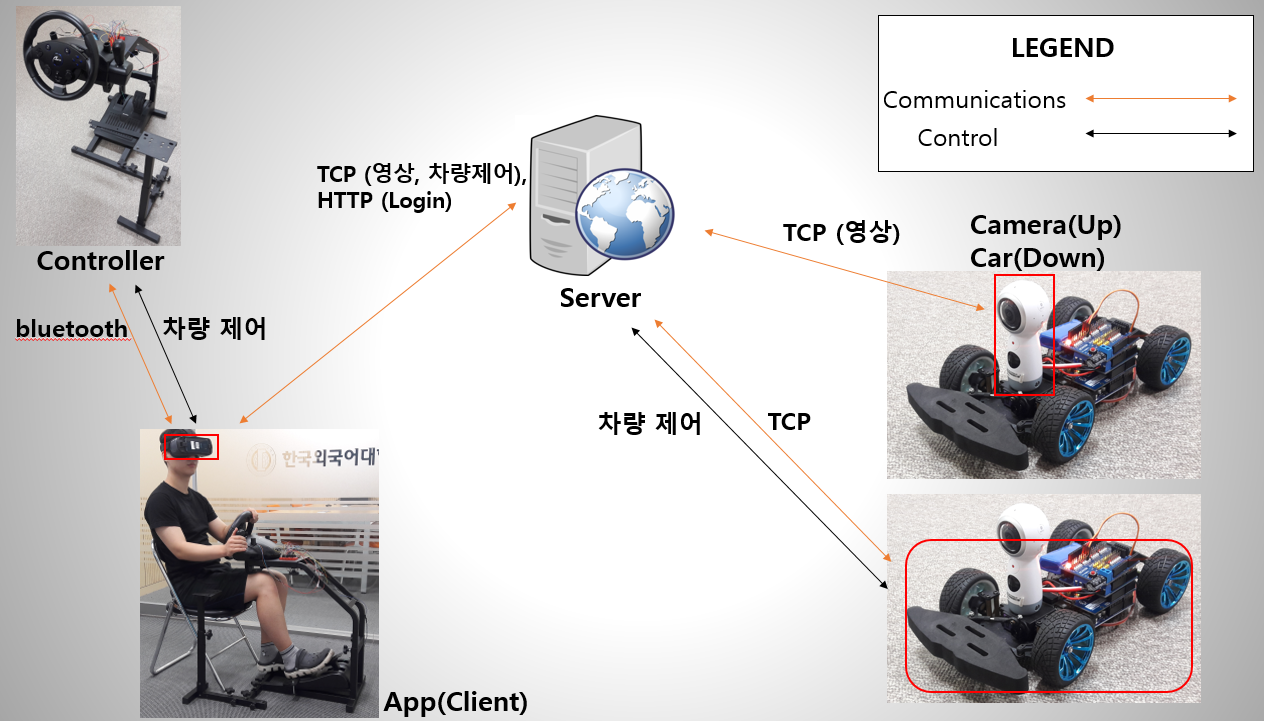 LEGEND
Communications
Control
TCP (영상, 차량제어),
HTTP (Login)
Controller
bluetooth
차량 제어
Server
TCP (영상)
Camera(Up)
Car(Down)
차량 제어
TCP
한국외국어대
App(Client)